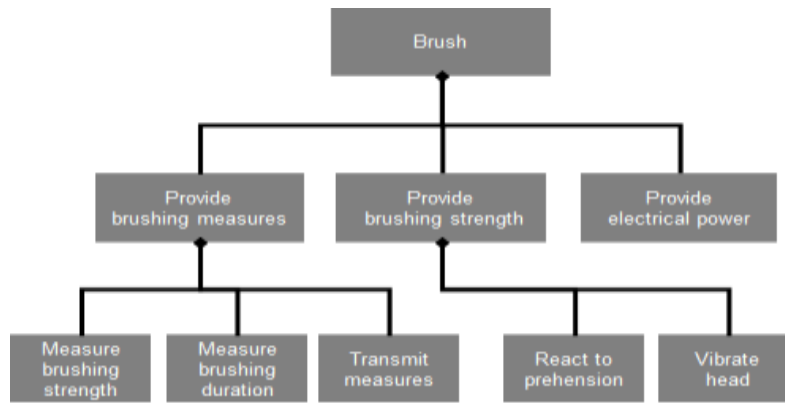 Brush
Provide
brushing measures
Provide
brushing strength
Provide
electrical power
Measure
brushing
strength
Measure
brushing
duration
Transmit
measures
React to
prehension
Vibrate
head